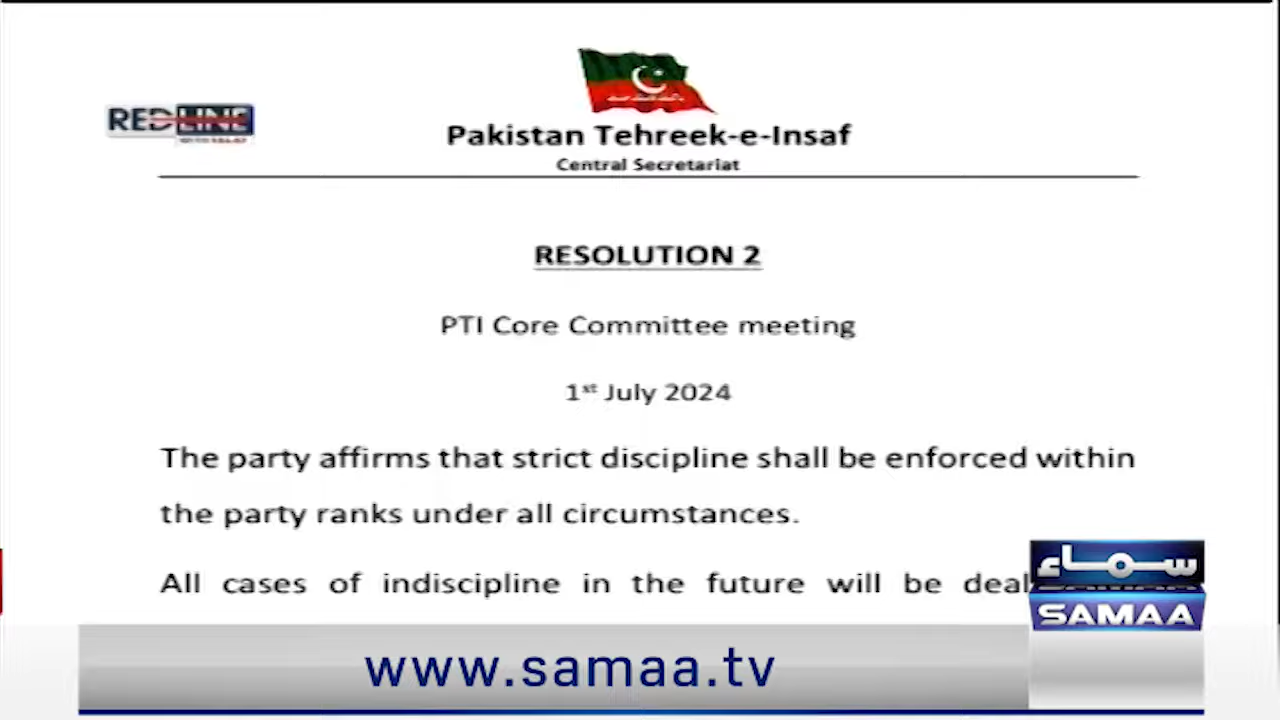 REDLINE
Pakistan Tehreek-e-Insaf
Central Secretariat
RESOLUTION 2
PTI Core Committee meeting
1st July 2024
The party affirms that strict discipline shall be enforced within
the party ranks under all circumstances.
All cases of indiscipline in the future will be
سماء
SAMAA
www.samaa.tv